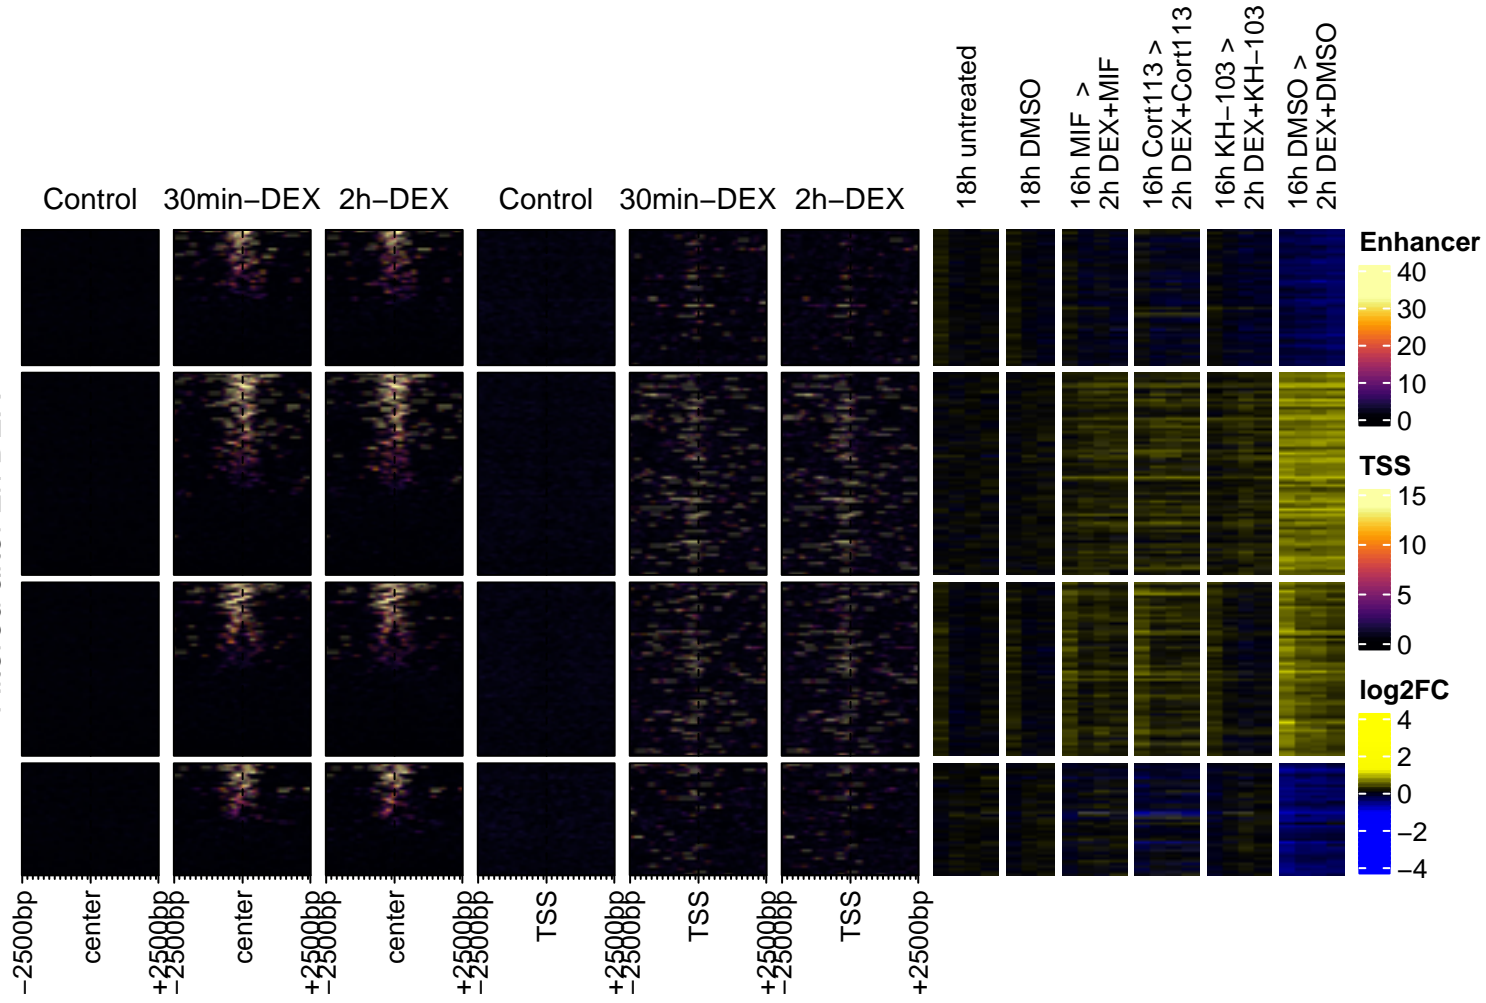 18h untreated
18h DMSO
16h MIF >
2h DEX+MIF
16h Cort113 >
2h DEX+Cort113
16h KH−103 >
2h DEX+KH−103
16h DMSO >
2h DEX+DMSO
Control
30min−DEX
2h−DEX
Control
30min−DEX
2h−DEX
Enhancer
40
30
20
10
0
TSS
15
10
5
0
log2FC
4
2
0
−2
−4
−2500bp
center
+2500bp
−2500bp
center
+2500bp
−2500bp
center
+2500bp
−2500bp
TSS
+2500bp
−2500bp
TSS
+2500bp
−2500bp
TSS
+2500bp